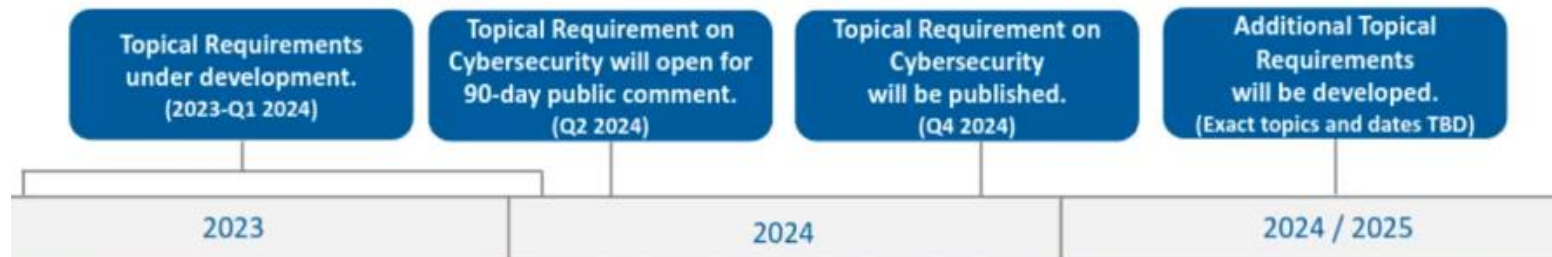 Topical Requirements
under development.
(2023-Q1 2024)
Topical Requirement on
Cybersecurity will open for
90-day public comment.
(Q2 2024)
Topical Requirement on
Cybersecurity
will be published.
(Q4 2024)
Additional Topical
Requirements
will be developed.
(Exact topics and dates TBD)
2023
2024
2024 / 2025